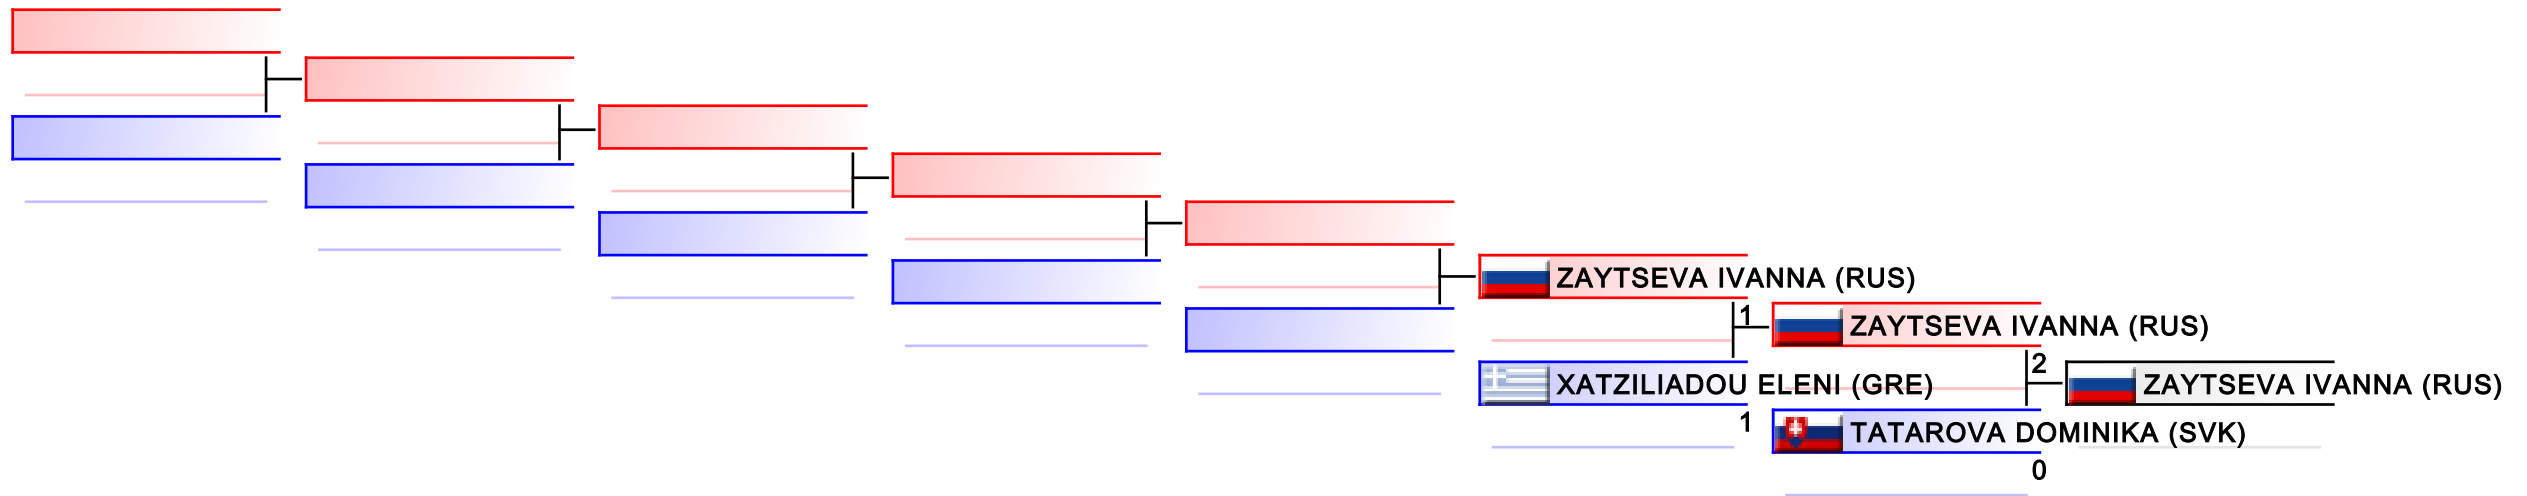 ZAYTSEVA IVANNA (RUS)
1
XATZILIADOU ELENI (GRE)
1
ZAYTSEVA IVANNA (RUS)
2
TATAROVA DOMINIKA (SVK)
0
ZAYTSEVA IVANNA (RUS)